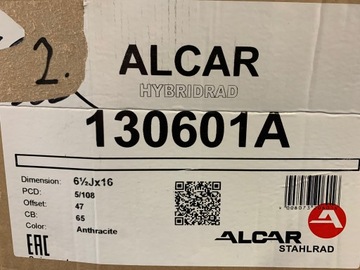 2.
ALCAR
HYBRIDRAD
130601A
Dimension: 6½Jx16
PCD: 5/108
Offset: 47
CB: 65
Color: Anthracite
EAC
ALCAR
STAHLRAD